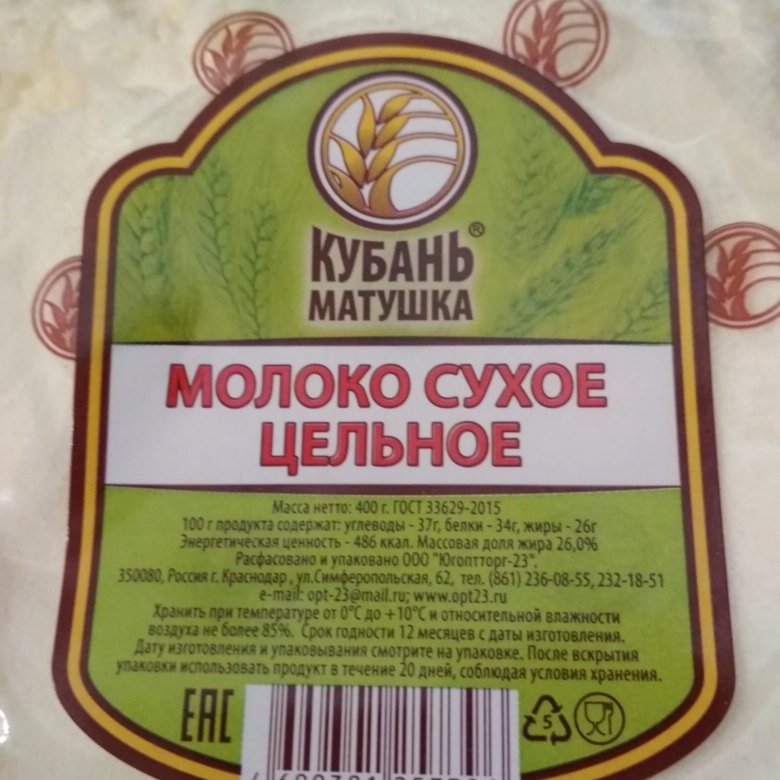 КУБАНЬ®
МАТУШКА
МОЛОКО СУХОЕ
ЦЕЛЬНОЕ
Масса нетто: 400 г. ГОСТ 33629-2015
100 г продукта содержат: углеводы - 37г, белки - 34г, жиры - 26г
Энергетическая ценность - 486 ккал. Массовая доля жира 26,0%
Расфасовано и упаковано ООО "Югоптторг-23".
350080, Россия г. Краснодар , ул.Симферопольская, 62, тел. (861) 236-08-55, 232-18-51
e-mail: opt-23@mail.ru; www.opt23.ru
Хранить при температуре от 0°С до +10°С и относительной влажности
воздуха не более 85%. Срок годности 12 месяцев с даты изготовления.
Дату изготовления и упаковывания смотрите на упаковке. После вскрытия
упаковки использовать продукт в течение 20 дней, соблюдая условия хранения.
ЕАС
5